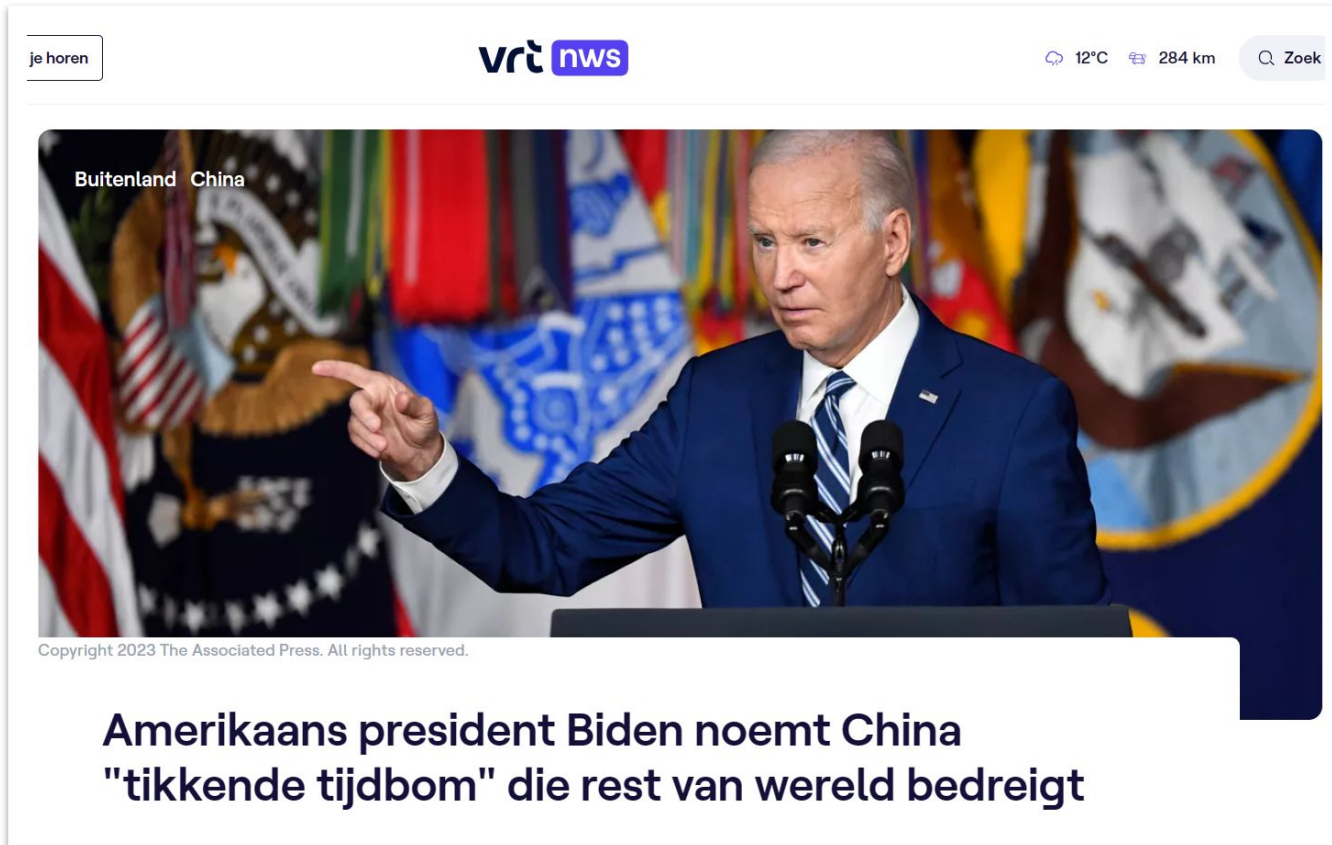 je horen
vrt nws
12°C 284 km
Zoek
Buitenland China
Copyright 2023 The Associated Press. All rights reserved.
Amerikaans president Biden noemt China
"tikkende tijdbom" die rest van wereld bedreigt